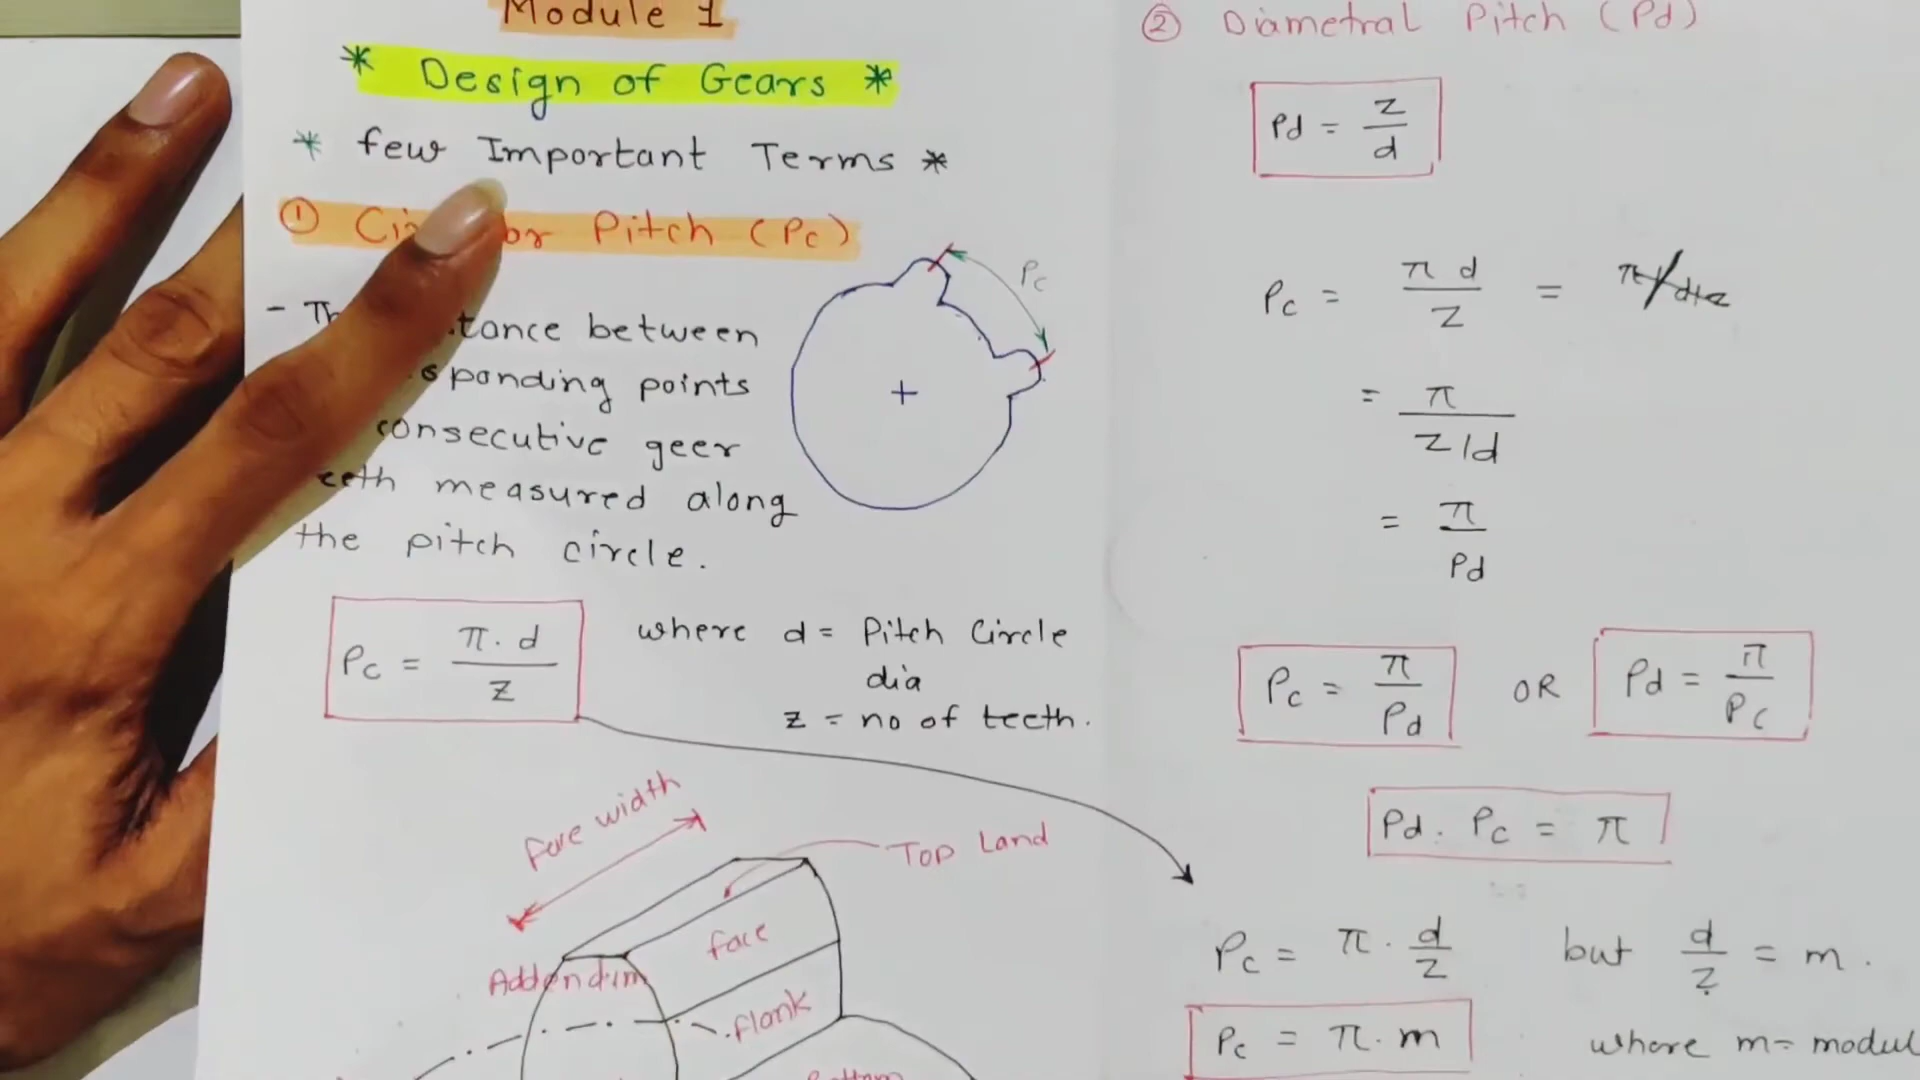 Module 1
* Design of Gears *
* few Important Terms *
① Pitch (Pc)
between
points
consecutive geer
measured along
the pitch circle.
Pc = π. d / z
where d = Pitch Circle
dia
z = no of teeth.
Pc
face width
Top Land
face
Addendum
flank
② Diametral Pitch (Pd)
Pd = z / d
Pc = π d / z =
= π / z/d
= π / Pd
Pc = π / Pd OR Pd = π / Pc
Pd . Pc = π
Pc = π . d / z but d / z = m .
Pc = π. m where m = modul